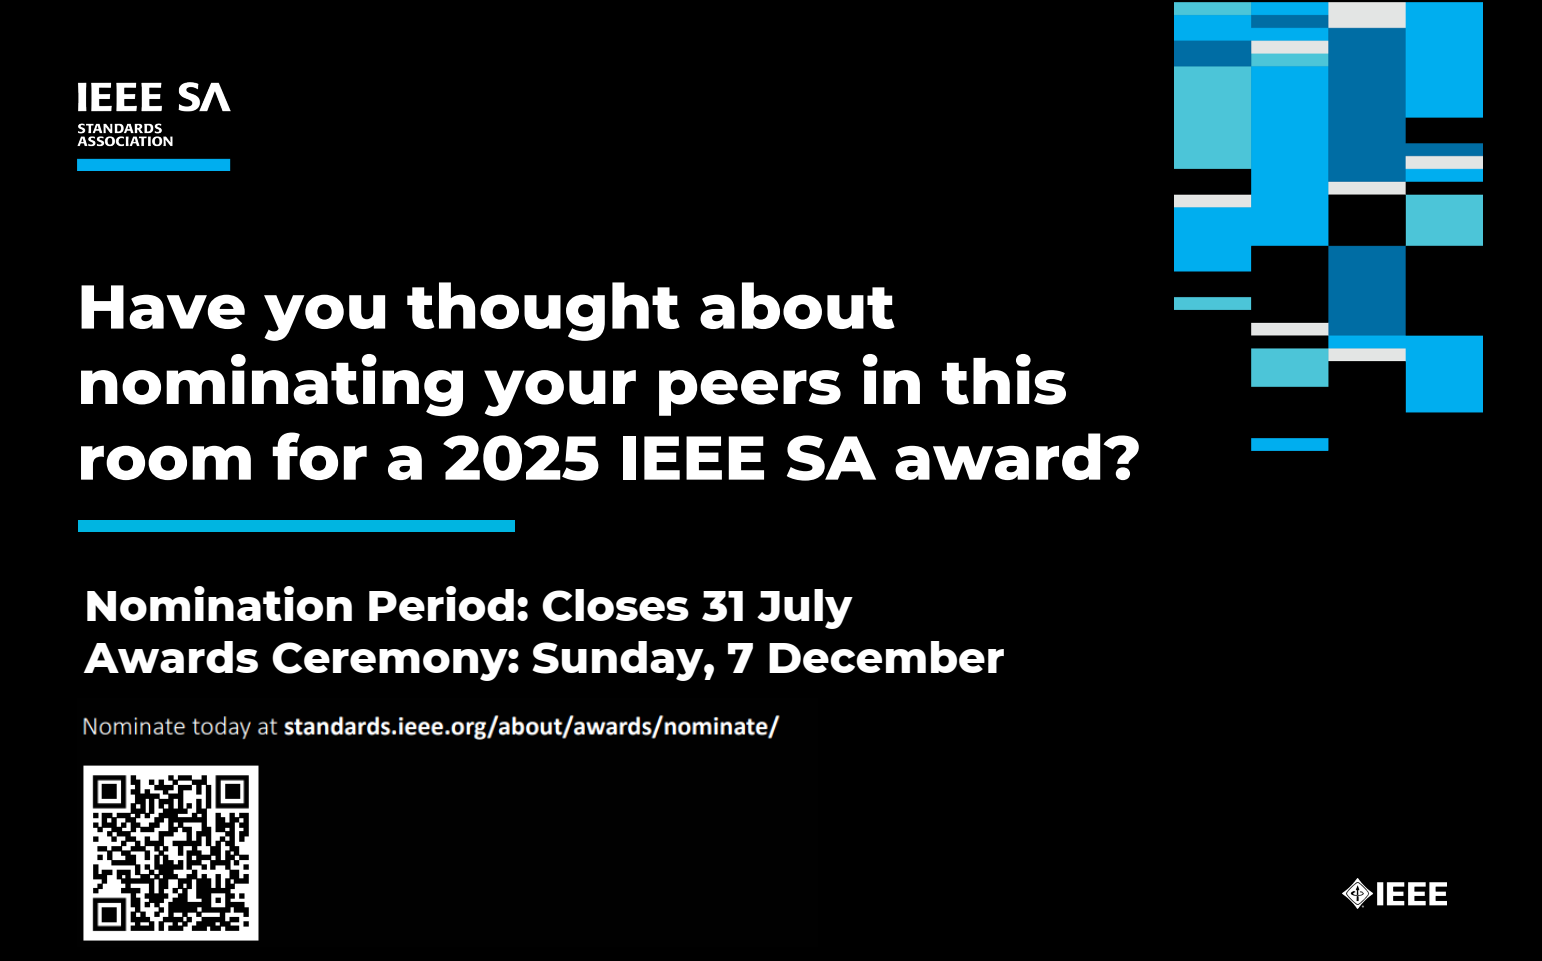 IEEE SA
STANDARDS
ASSOCIATION
Have you thought about
nominating your peers in this
room for a 2025 IEEE SA award?
Nomination Period: Closes 31 July
Awards Ceremony: Sunday, 7 December
Nominate today at standards.ieee.org/about/awards/nominate/
IEEE